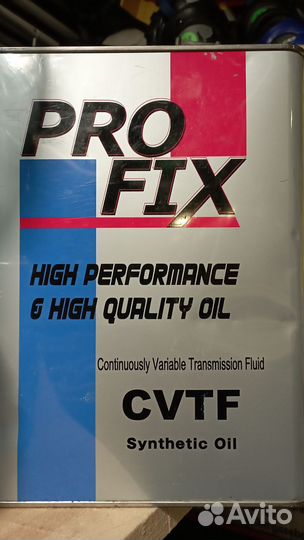 PRO
FIX
HIGH PERFORMANCE
& HIGH QUALITY OIL
Continuously Variable Transmission Fluid
CVTF
Synthetic Oil
Avito